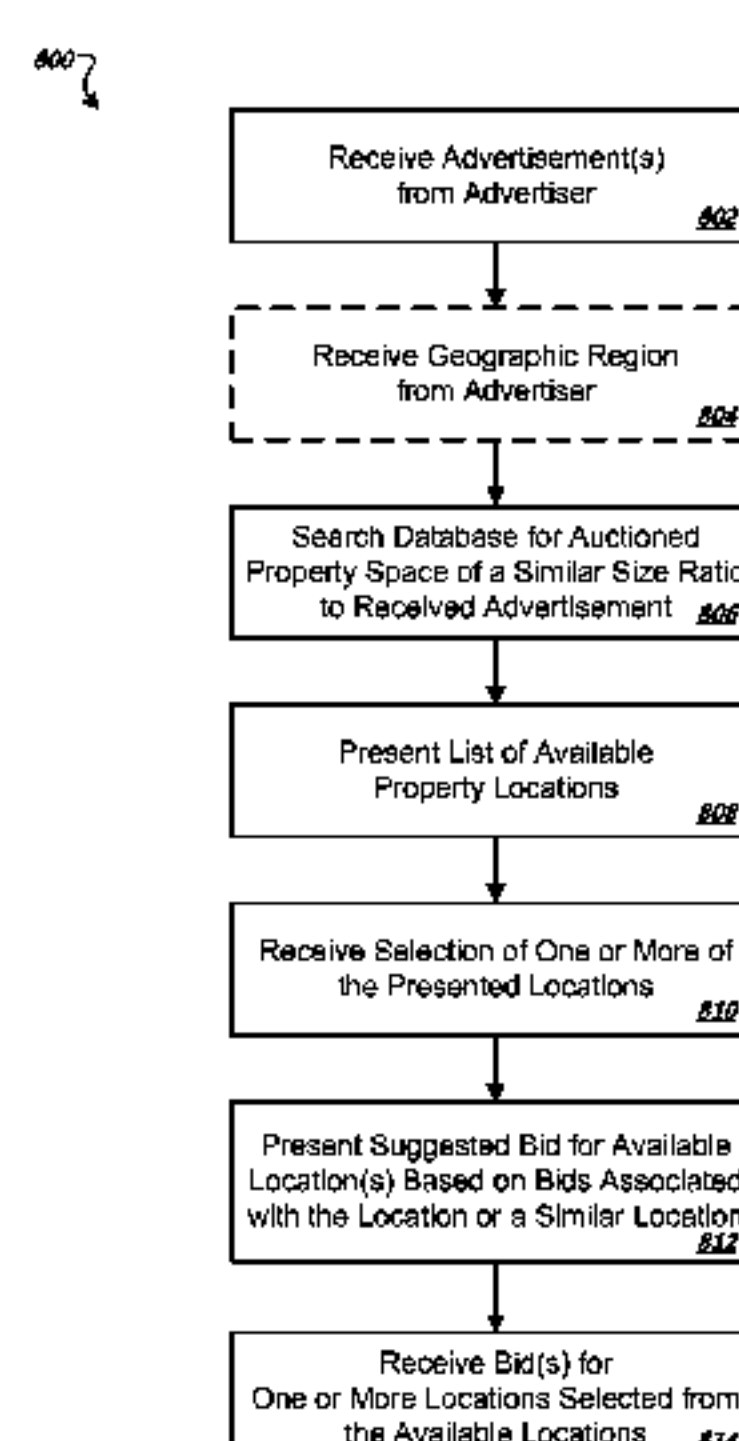 800
Receive Advertisement(s)
from Advertiser
802
Receive Geographic Region
from Advertiser
804
Search Database for Auctioned
Property Space of a Similar Size Ratio
to Received Advertisement 806
Present List of Available
Property Locations
808
Receive Selection of One or More of
the Presented Locations
810
Present Suggested Bid for Available
Location(s) Based on Bids Associated
with the Location or a Similar Location
812
Receive Bid(s) for
One or More Locations Selected from
the Available Locations 814